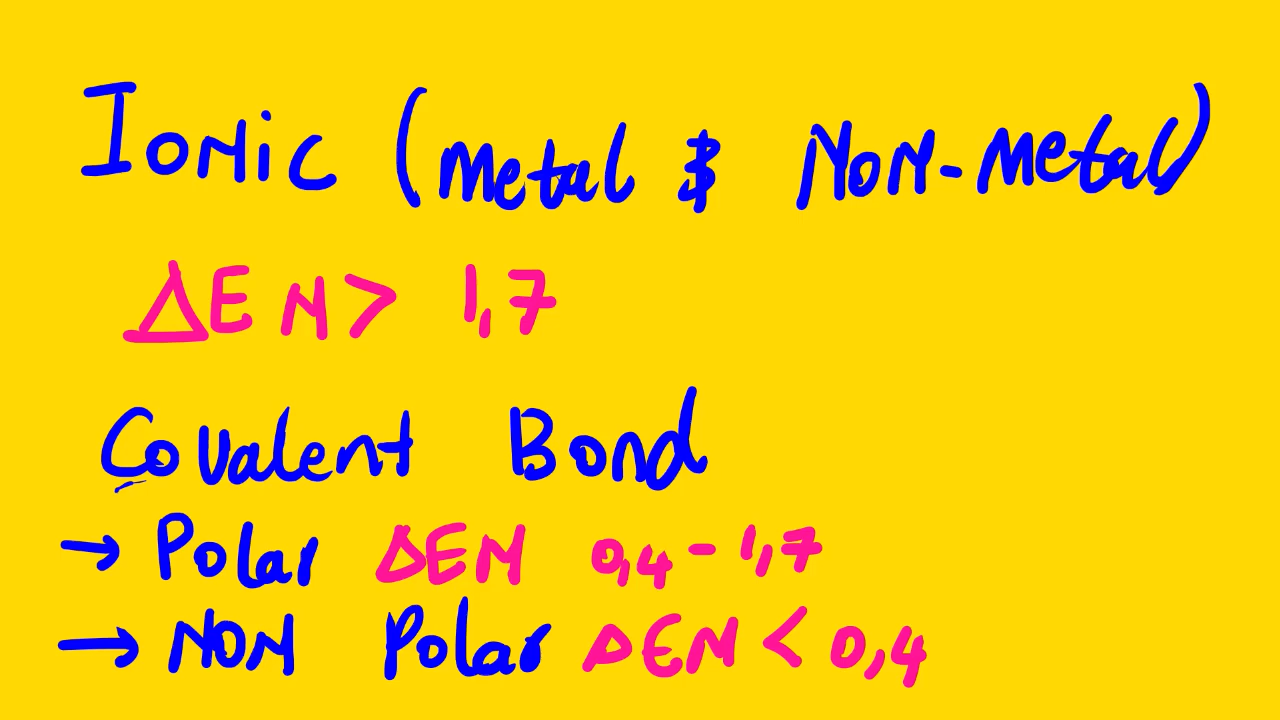 Ionic (Metal & Non-Metal)
ΔEN > 1,7
Covalent Bond
→ Polar ΔEN 0,4 - 1,7
→ Non Polar ΔEN < 0,4